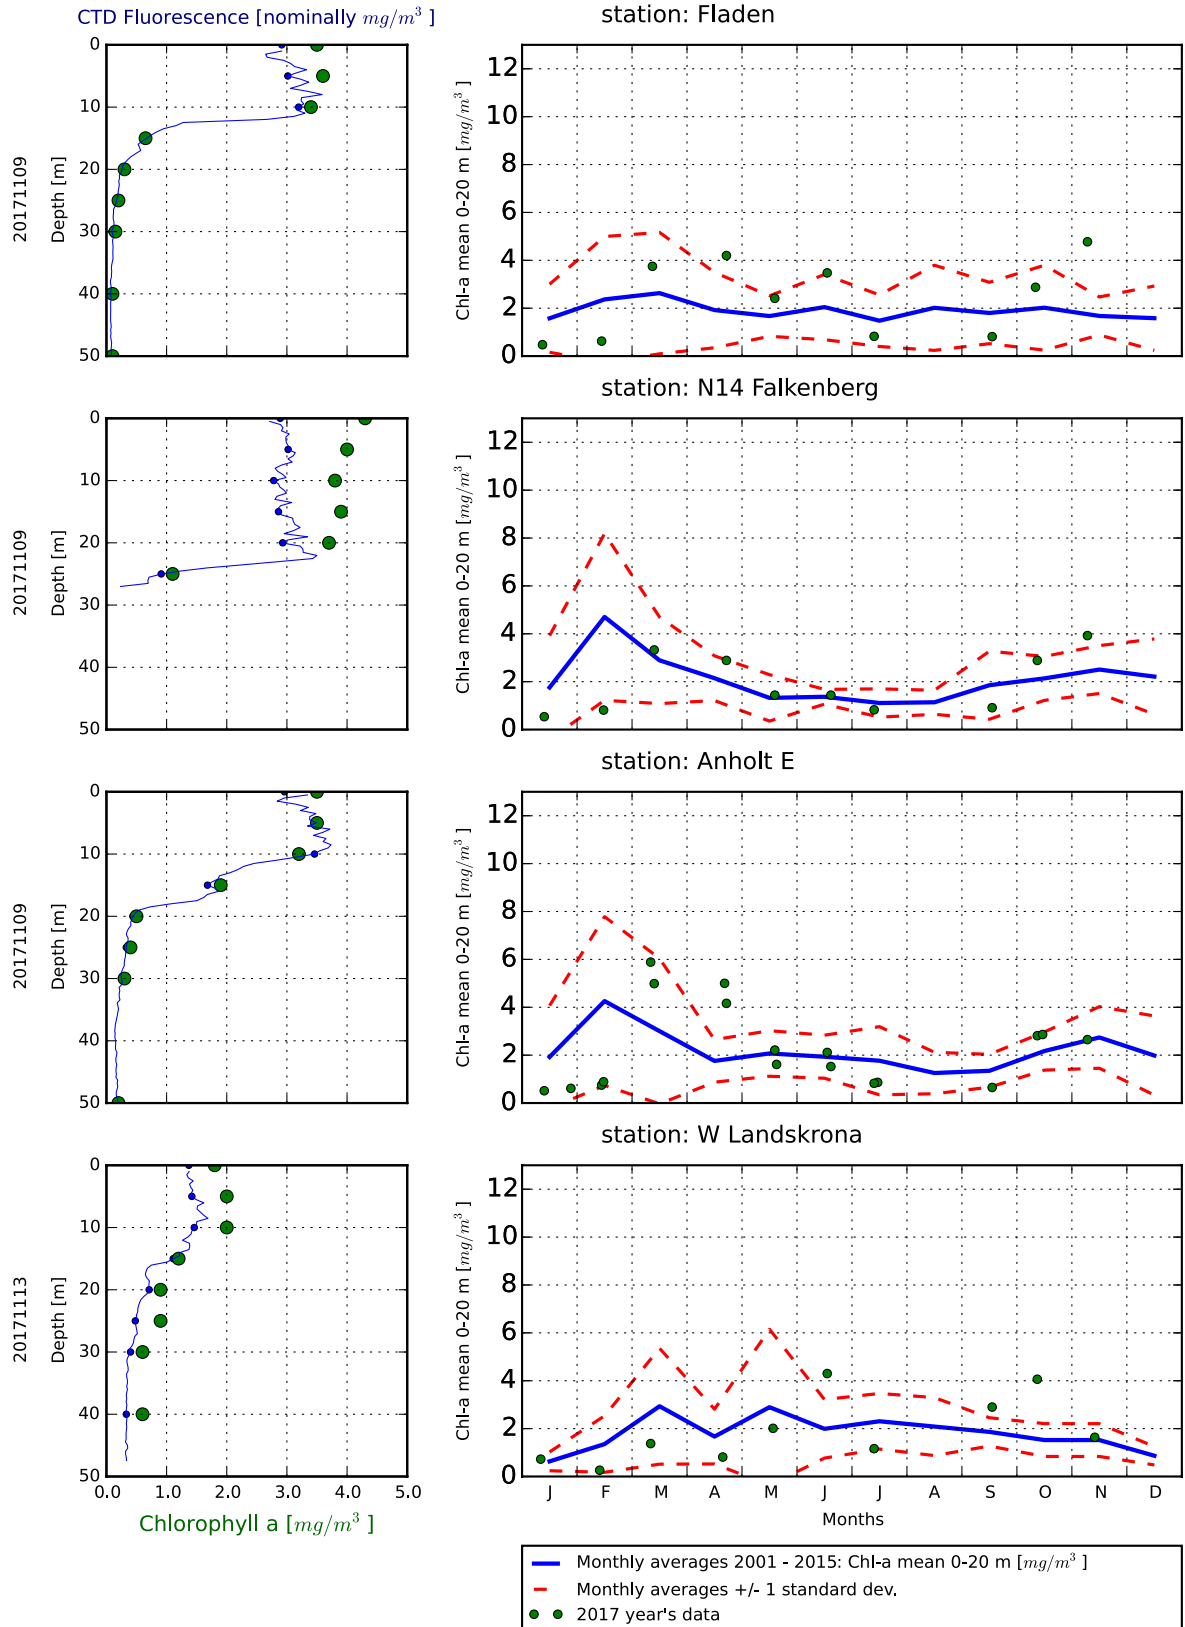 CTD Fluorescence [nominally mg/m³ ]
station: Fladen
20171109
Depth [m]
0
10
20
30
40
50
Chl-a mean 0-20 m [mg/m³ ]
12
10
8
6
4
2
0
station: N14 Falkenberg
20171109
Depth [m]
0
10
20
30
40
50
Chl-a mean 0-20 m [mg/m³ ]
12
10
8
6
4
2
0
station: Anholt E
20171109
Depth [m]
0
10
20
30
40
50
Chl-a mean 0-20 m [mg/m³ ]
12
10
8
6
4
2
0
station: W Landskrona
20171113
Depth [m]
0
10
20
30
40
50
0.0 1.0 2.0 3.0 4.0 5.0
Chlorophyll a [mg/m³ ]
Chl-a mean 0-20 m [mg/m³ ]
12
10
8
6
4
2
0
J F M A M J J A S O N D
Months
Monthly averages 2001 - 2015: Chl-a mean 0-20 m [mg/m³ ]
Monthly averages +/- 1 standard dev.
2017 year's data